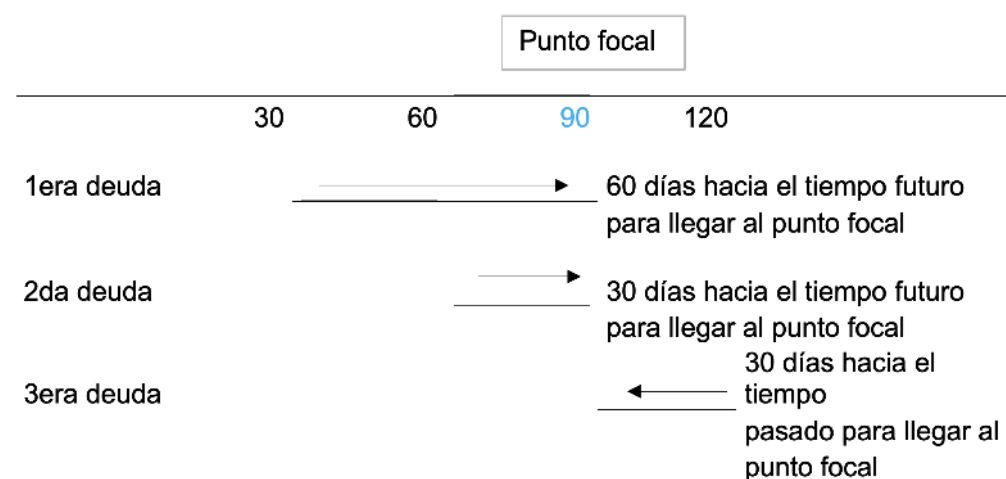 Punto focal
30 60 90 120
1era deuda
60 días hacia el tiempo futuro
para llegar al punto focal
2da deuda
30 días hacia el tiempo futuro
para llegar al punto focal
3era deuda
30 días hacia el
tiempo
pasado para llegar al
punto focal